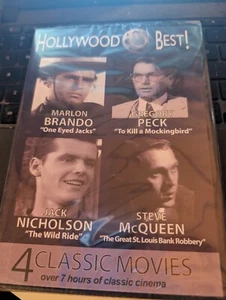 HOLLYWOOD BEST!
MARLON
BRANDO
"One Eyed Jacks"
GREGORY
PECK
"To Kill a Mockingbird"
JACK
NICHOLSON
"The Wild Ride"
STEVE
McQUEEN
"The Great St. Louis Bank Robbery"
4 CLASSIC MOVIES
over 7 hours of classic cinema